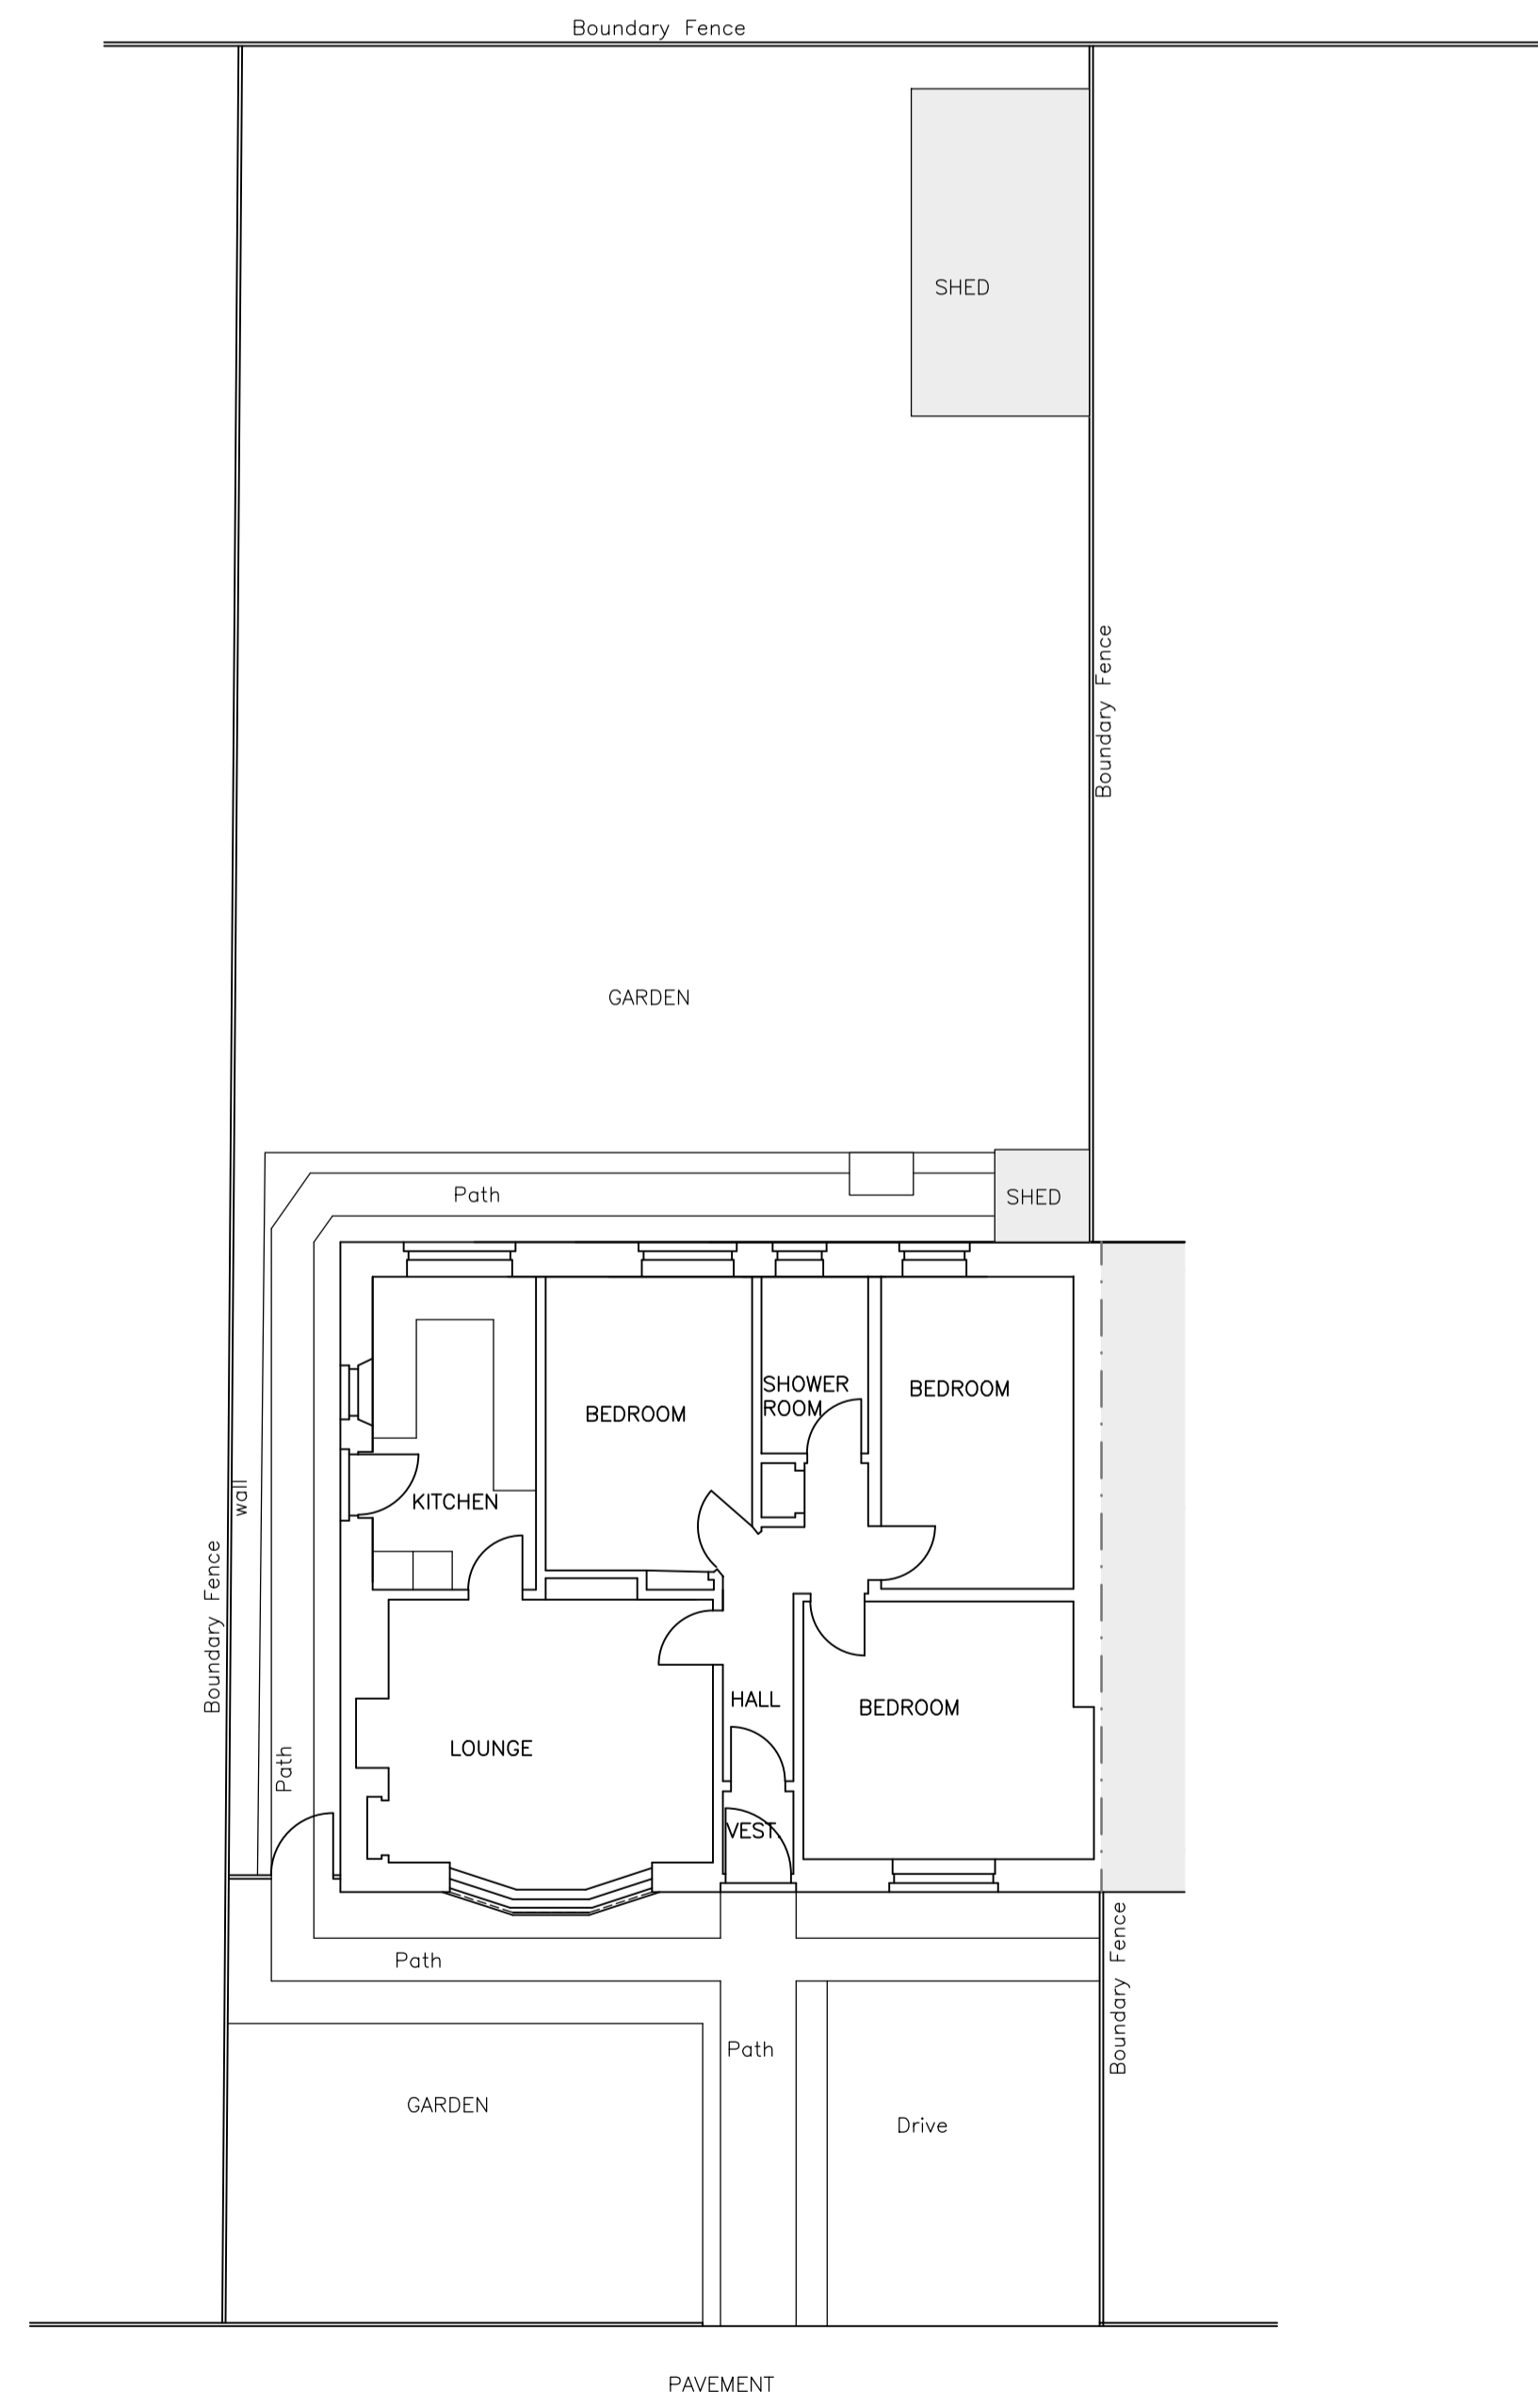 Boundary Fence
SHED
Boundary Fence
GARDEN
Path
SHED
SHOWER
ROOM
BEDROOM
BEDROOM
KITCHEN
wall
Boundary Fence
HALL
BEDROOM
LOUNGE
Path
VEST.
Path
Boundary Fence
Path
GARDEN
Drive
PAVEMENT